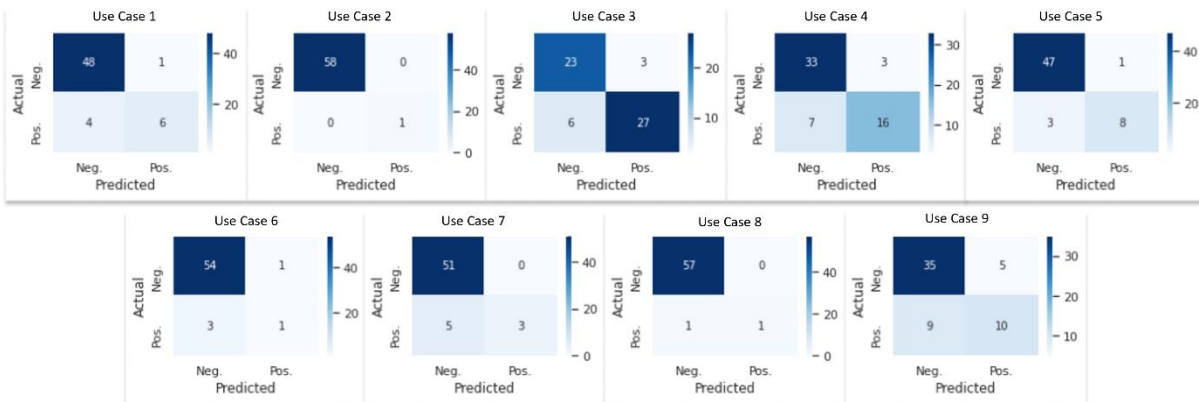 Use Case 1
Use Case 2
Use Case 3
Use Case 4
Use Case 5
Actual
Neg.
Pos.
48 1
4 6
40
20
Neg. Pos.
Predicted
Actual
Neg.
Pos.
58 0
0 1
40
20
0
Neg. Pos.
Predicted
Actual
Neg.
Pos.
23 3
6 27
20
10
Neg. Pos.
Predicted
Actual
Neg.
Pos.
33 3
7 16
30
20
10
Neg. Pos.
Predicted
Actual
Neg.
Pos.
47 1
3 8
40
20
Neg. Pos.
Predicted
Use Case 6
Use Case 7
Use Case 8
Use Case 9
Actual
Neg.
Pos.
54 1
3 1
40
20
Neg. Pos.
Predicted
Actual
Neg.
Pos.
51 0
5 3
40
20
0
Neg. Pos.
Predicted
Actual
Neg.
Pos.
57 0
1 1
40
20
0
Neg. Pos.
Predicted
Actual
Neg.
Pos.
35 5
9 10
30
20
10
Neg. Pos.
Predicted